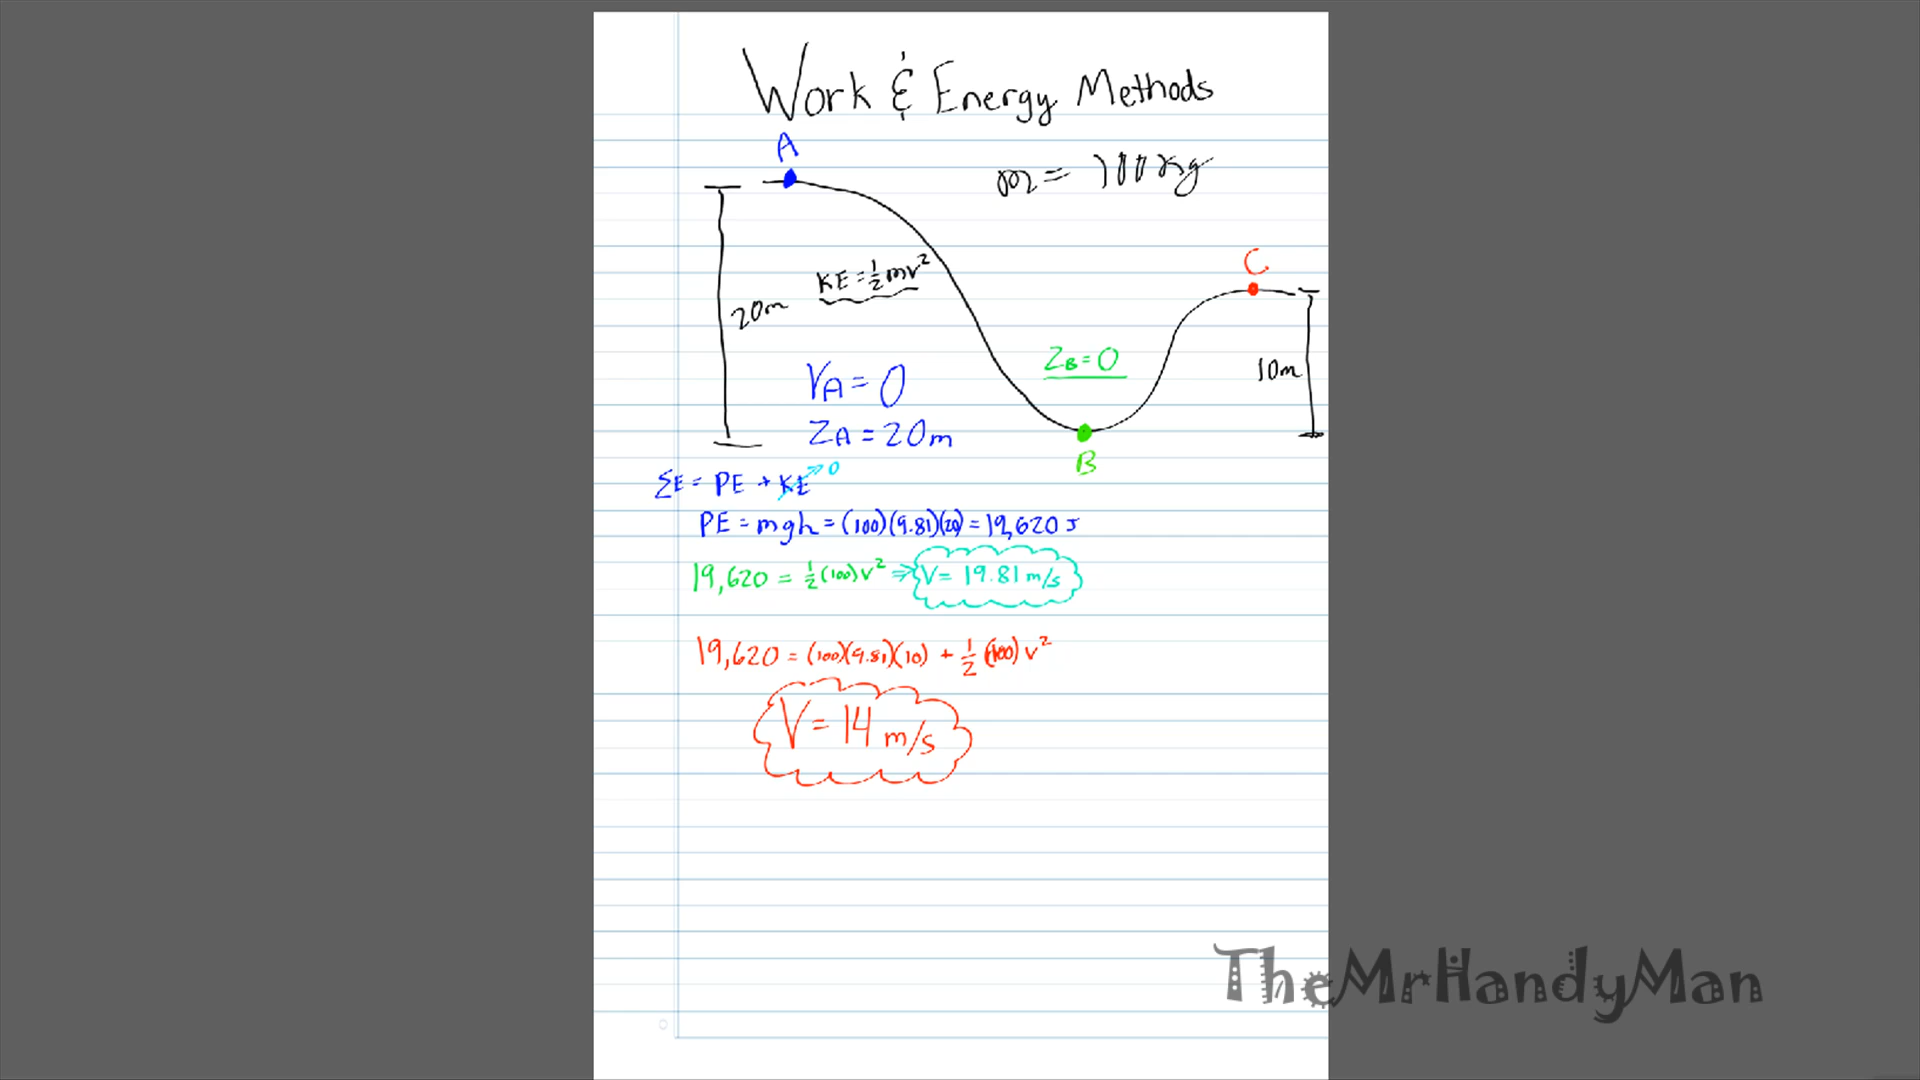 Work & Energy Methods
A
m = 100 kg
C
KE = ½mv²
20m
Z_B = 0
10m
V_A = 0
Z_A = 20m
B
ΣE = PE + KE → 0
PE = mgh = (100)(9.81)(20) = 19,620 J
19,620 = ½(100)v² ⇒ V = 19.81 m/s
19,620 = (100)(9.81)(10) + ½(100)v²
V = 14 m/s
TheMrHandyMan